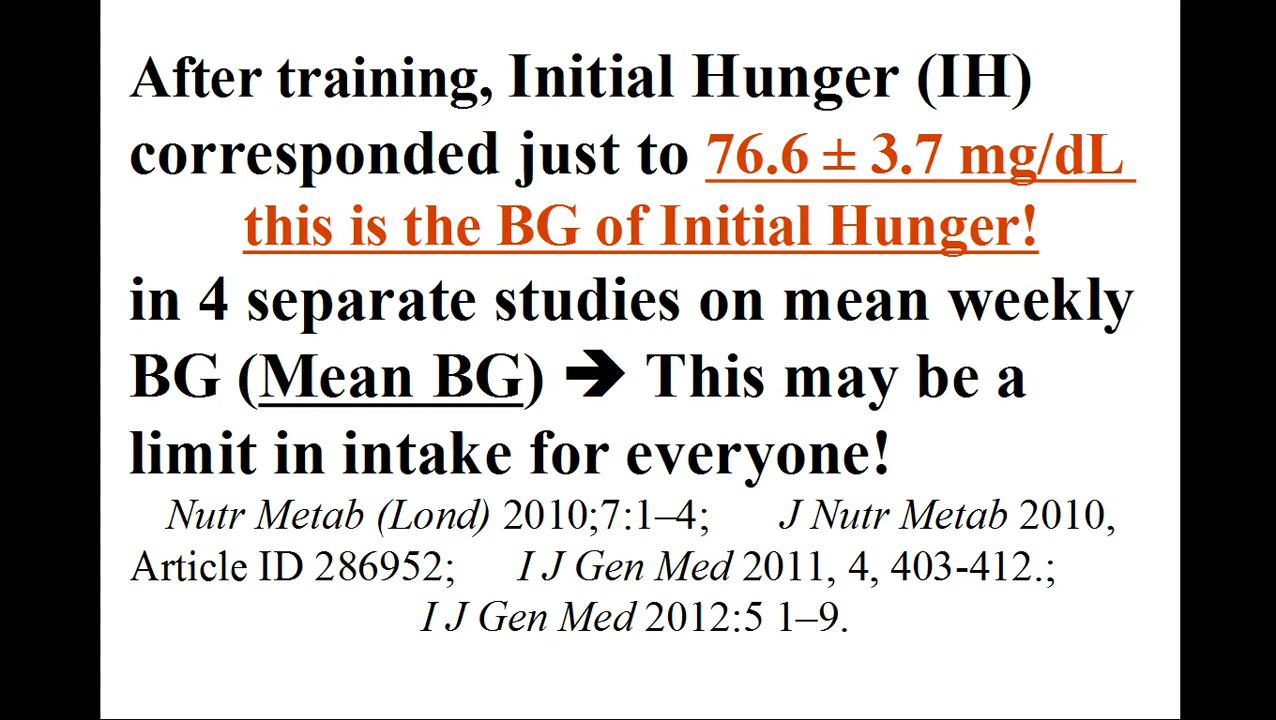 After training, Initial Hunger (IH)
corresponded just to 76.6 ± 3.7 mg/dL
this is the BG of Initial Hunger!
in 4 separate studies on mean weekly
BG (Mean BG) ➔ This may be a
limit in intake for everyone!
Nutr Metab (Lond) 2010;7:1–4; J Nutr Metab 2010,
Article ID 286952; I J Gen Med 2011, 4, 403-412.;
I J Gen Med 2012:5 1–9.